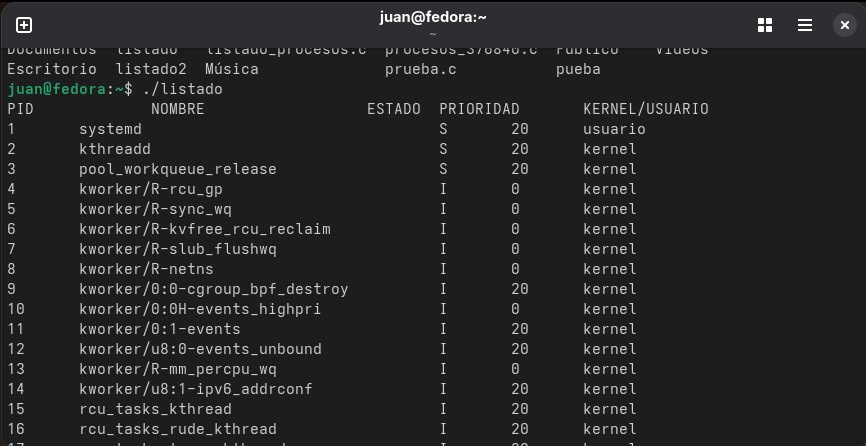 juan@fedora:~
~
Documentos listado listado_procesos.c procesos_376840.c Público Vídeos
Escritorio listado2 Música prueba.c pueba
juan@fedora:~$ ./listado
PID NOMBRE ESTADO PRIORIDAD KERNEL/USUARIO
1 systemd S 20 usuario
2 kthreadd S 20 kernel
3 pool_workqueue_release S 20 kernel
4 kworker/R-rcu_gp I 0 kernel
5 kworker/R-sync_wq I 0 kernel
6 kworker/R-kvfree_rcu_reclaim I 0 kernel
7 kworker/R-slub_flushwq I 0 kernel
8 kworker/R-netns I 0 kernel
9 kworker/0:0-cgroup_bpf_destroy I 20 kernel
10 kworker/0:0H-events_highpri I 0 kernel
11 kworker/0:1-events I 20 kernel
12 kworker/u8:0-events_unbound I 20 kernel
13 kworker/R-mm_percpu_wq I 0 kernel
14 kworker/u8:1-ipv6_addrconf I 20 kernel
15 rcu_tasks_kthread I 20 kernel
16 rcu_tasks_rude_kthread I 20 kernel